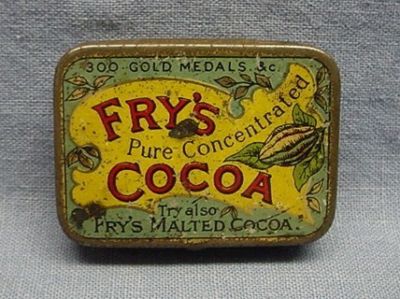 300 GOLD MEDALS &c.
FRY'S
Pure Concentrated
COCOA
Try also
FRY'S MALTED COCOA.